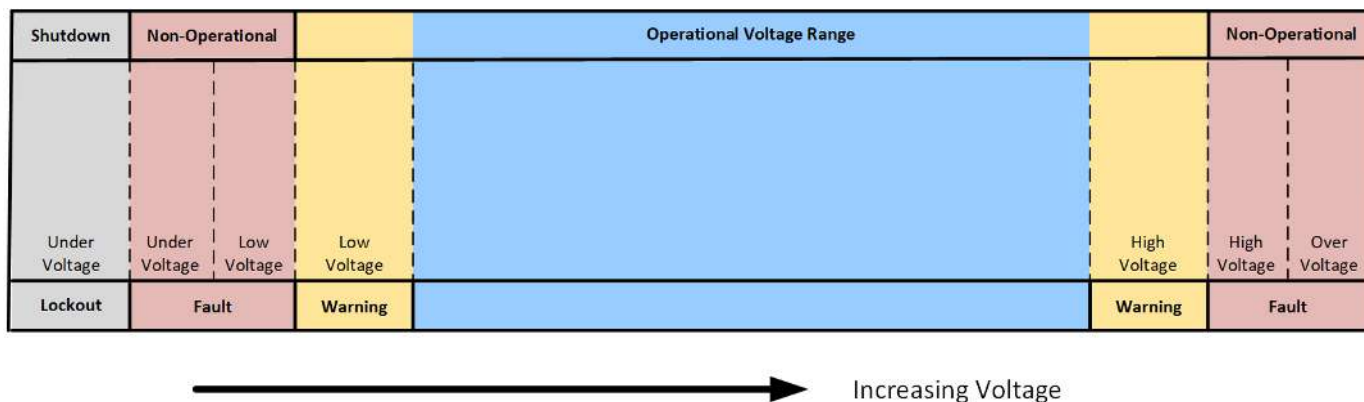 Shutdown Non-Operational Operational Voltage Range Non-Operational
Under Under Low Low High High Over
Voltage Voltage Voltage Voltage Voltage Voltage Voltage
Lockout Fault Warning Warning Fault
Increasing Voltage